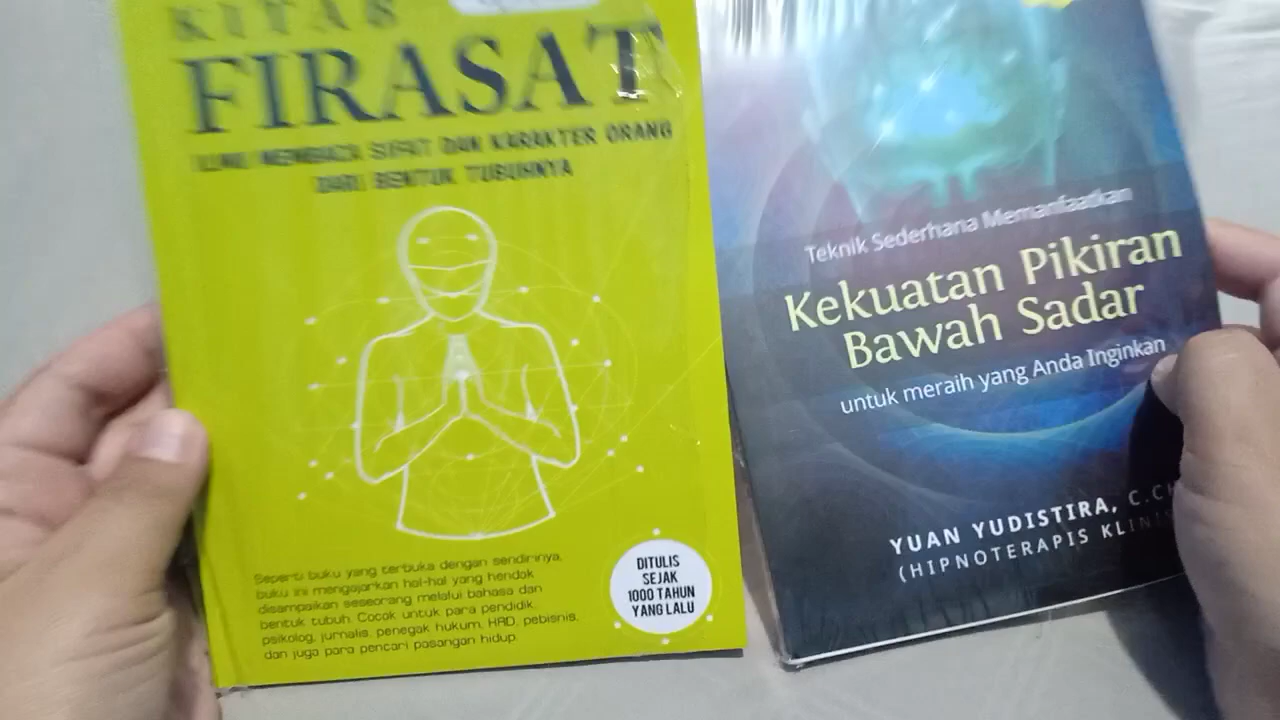 KITAB
FIRASAT
ILMU MEMBACA SIFAT DAN KARAKTER ORANG
DARI BENTUK TUBUHNYA
Seperti buku yang terbuka dengan sendirinya,
buku ini mengajarkan hal-hal yang hendak
disampaikan seseorang melalui bahasa dan
bentuk tubuh. Cocok untuk para pendidik,
psikolog, jurnalis, penegak hukum, HRD, pebisnis,
dan juga para pencari pasangan hidup.
DITULIS
SEJAK
1000 TAHUN
YANG LALU
Teknik Sederhana Memanfaatkan
Kekuatan Pikiran
Bawah Sadar
untuk meraih yang Anda Inginkan
YUAN YUDISTIRA, C.CH
(HIPNOTERAPIS KLINIS